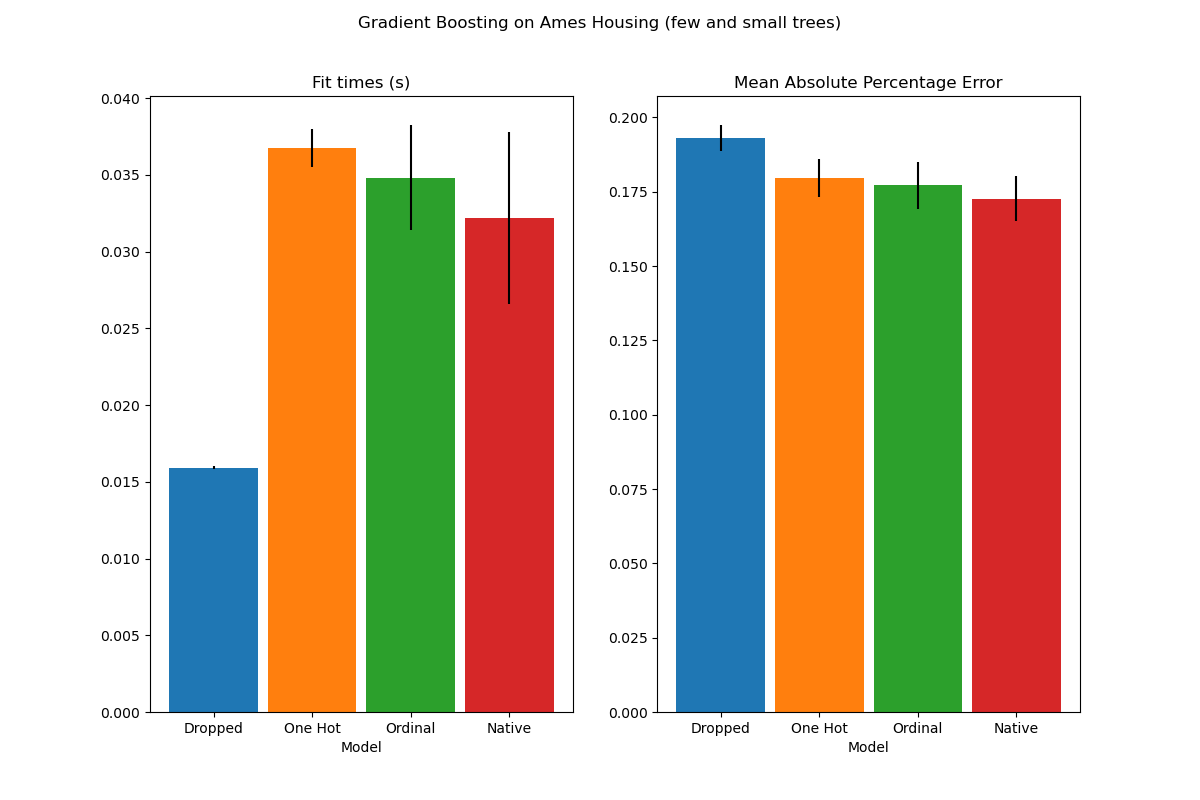 Gradient Boosting on Ames Housing (few and small trees)
Fit times (s)
0.040
0.035
0.030
0.025
0.020
0.015
0.010
0.005
0.000
Dropped One Hot Ordinal Native
Model
Mean Absolute Percentage Error
0.200
0.175
0.150
0.125
0.100
0.075
0.050
0.025
0.000
Dropped One Hot Ordinal Native
Model